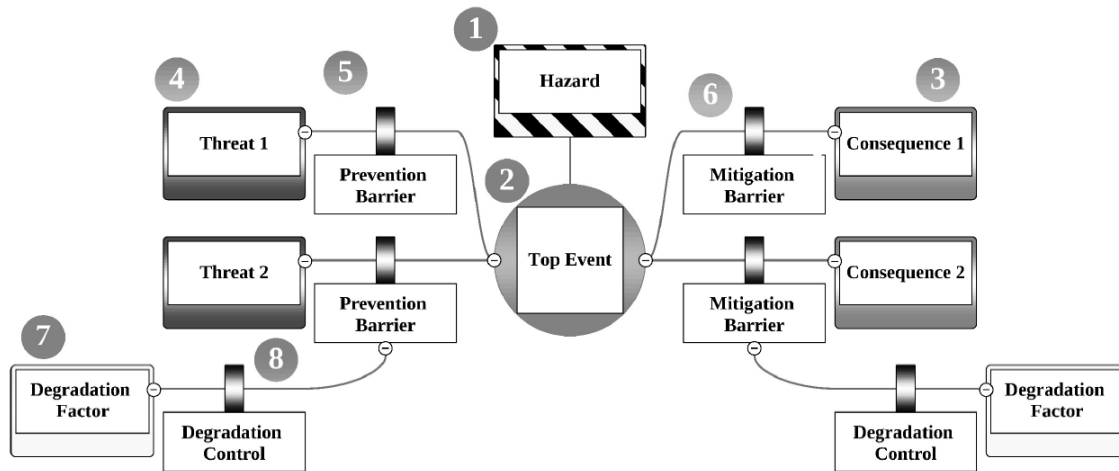 1
Hazard
4
5
6
3
Threat 1
Prevention
Barrier
Mitigation
Barrier
Consequence 1
2
Top Event
Threat 2
Prevention
Barrier
Mitigation
Barrier
Consequence 2
7
8
Degradation
Factor
Degradation
Control
Degradation
Control
Degradation
Factor